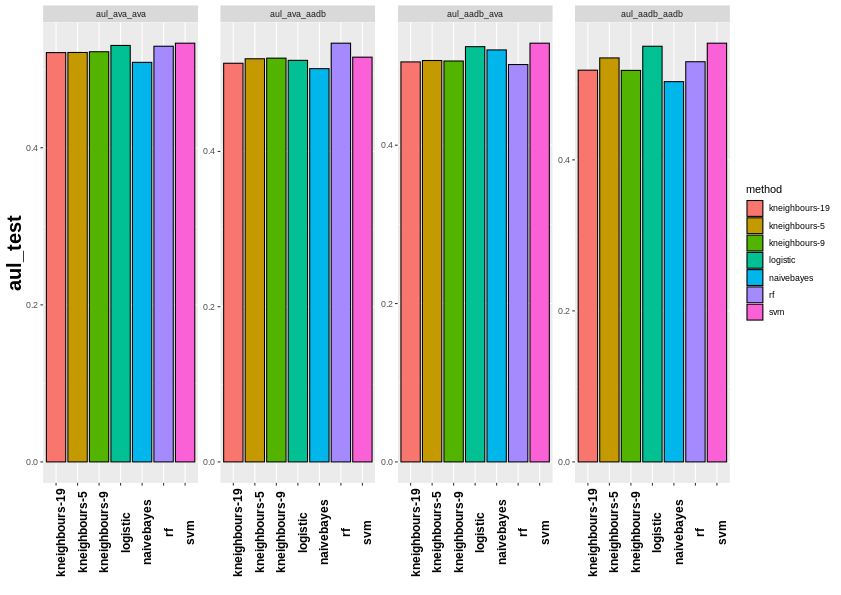 aul_ava_ava
aul_ava_aadb
aul_aadb_ava
aul_aadb_aadb
aul_test
0.4
0.2
0.0
0.4
0.2
0.0
0.4
0.2
0.0
0.4
0.2
0.0
kneighbours-19
kneighbours-5
kneighbours-9
logistic
naivebayes
rf
svm
kneighbours-19
kneighbours-5
kneighbours-9
logistic
naivebayes
rf
svm
kneighbours-19
kneighbours-5
kneighbours-9
logistic
naivebayes
rf
svm
kneighbours-19
kneighbours-5
kneighbours-9
logistic
naivebayes
rf
svm
method
kneighbours-19
kneighbours-5
kneighbours-9
logistic
naivebayes
rf
svm